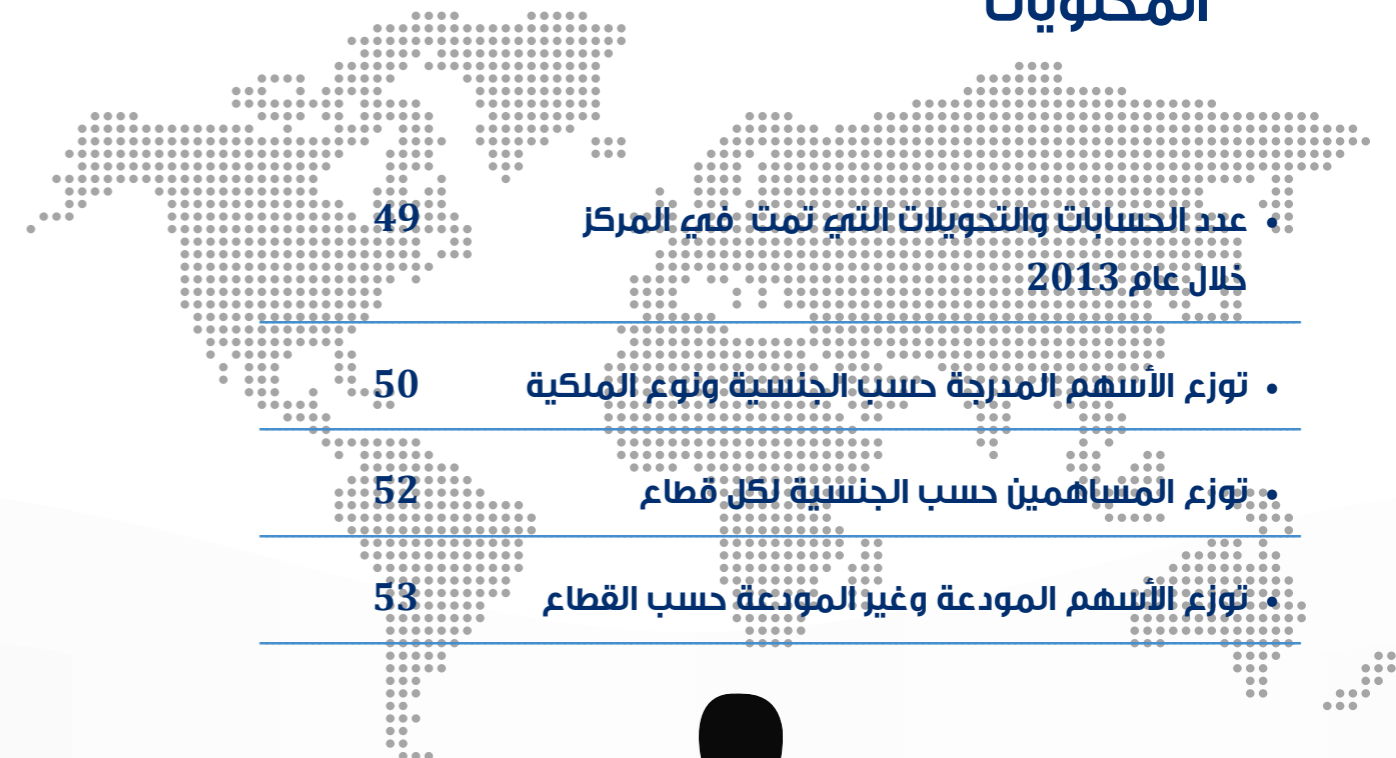 المحتويات
• عدد الحسابات والتحويلات التي تمت في المركز 49
خلال عام 2013
• توزع الأسهم المدرجة حسب الجنسية ونوع الملكية 50
• توزع المساهمين حسب الجنسية لكل قطاع 52
• توزع الأسهم المودعة وغير المودعة حسب القطاع 53